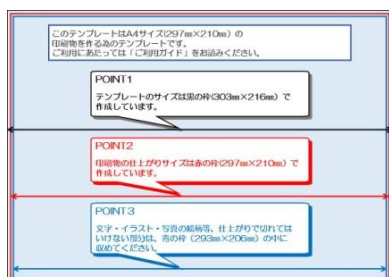 このテンプレートはA4サイズ(297㎜×210㎜)の
印刷物を作る為のテンプレートです。
ご利用にあたっては「ご利用ガイド」をお読みください。
POINT1
テンプレートのサイズは黒の枠(303㎜×216㎜)で
作成しています。
POINT2
印刷物の仕上がりサイズは赤の枠(297㎜×210㎜)で
作成しています。
POINT3
文字・イラスト・写真の絵柄等、仕上がりで切れては
いけない部分は、青の枠(293㎜×206㎜)の中に
収めてください。